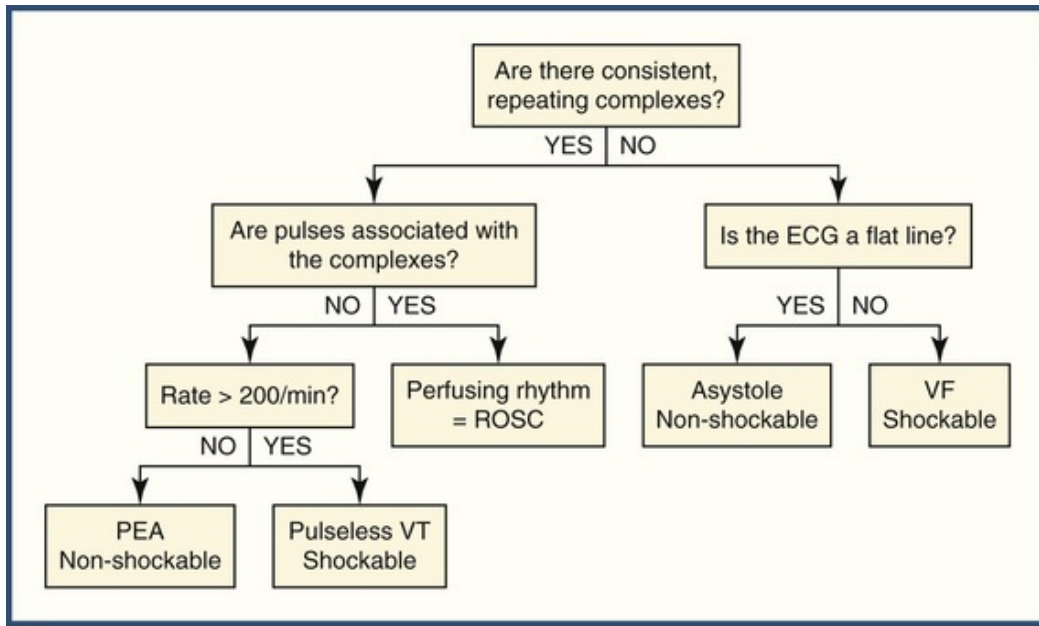 Are there consistent,
repeating complexes?
YES NO
Are pulses associated with
the complexes?
Is the ECG a flat line?
NO YES
YES NO
Rate > 200/min?
Perfusing rhythm
= ROSC
Asystole
Non-shockable
VF
Shockable
NO YES
PEA
Non-shockable
Pulseless VT
Shockable